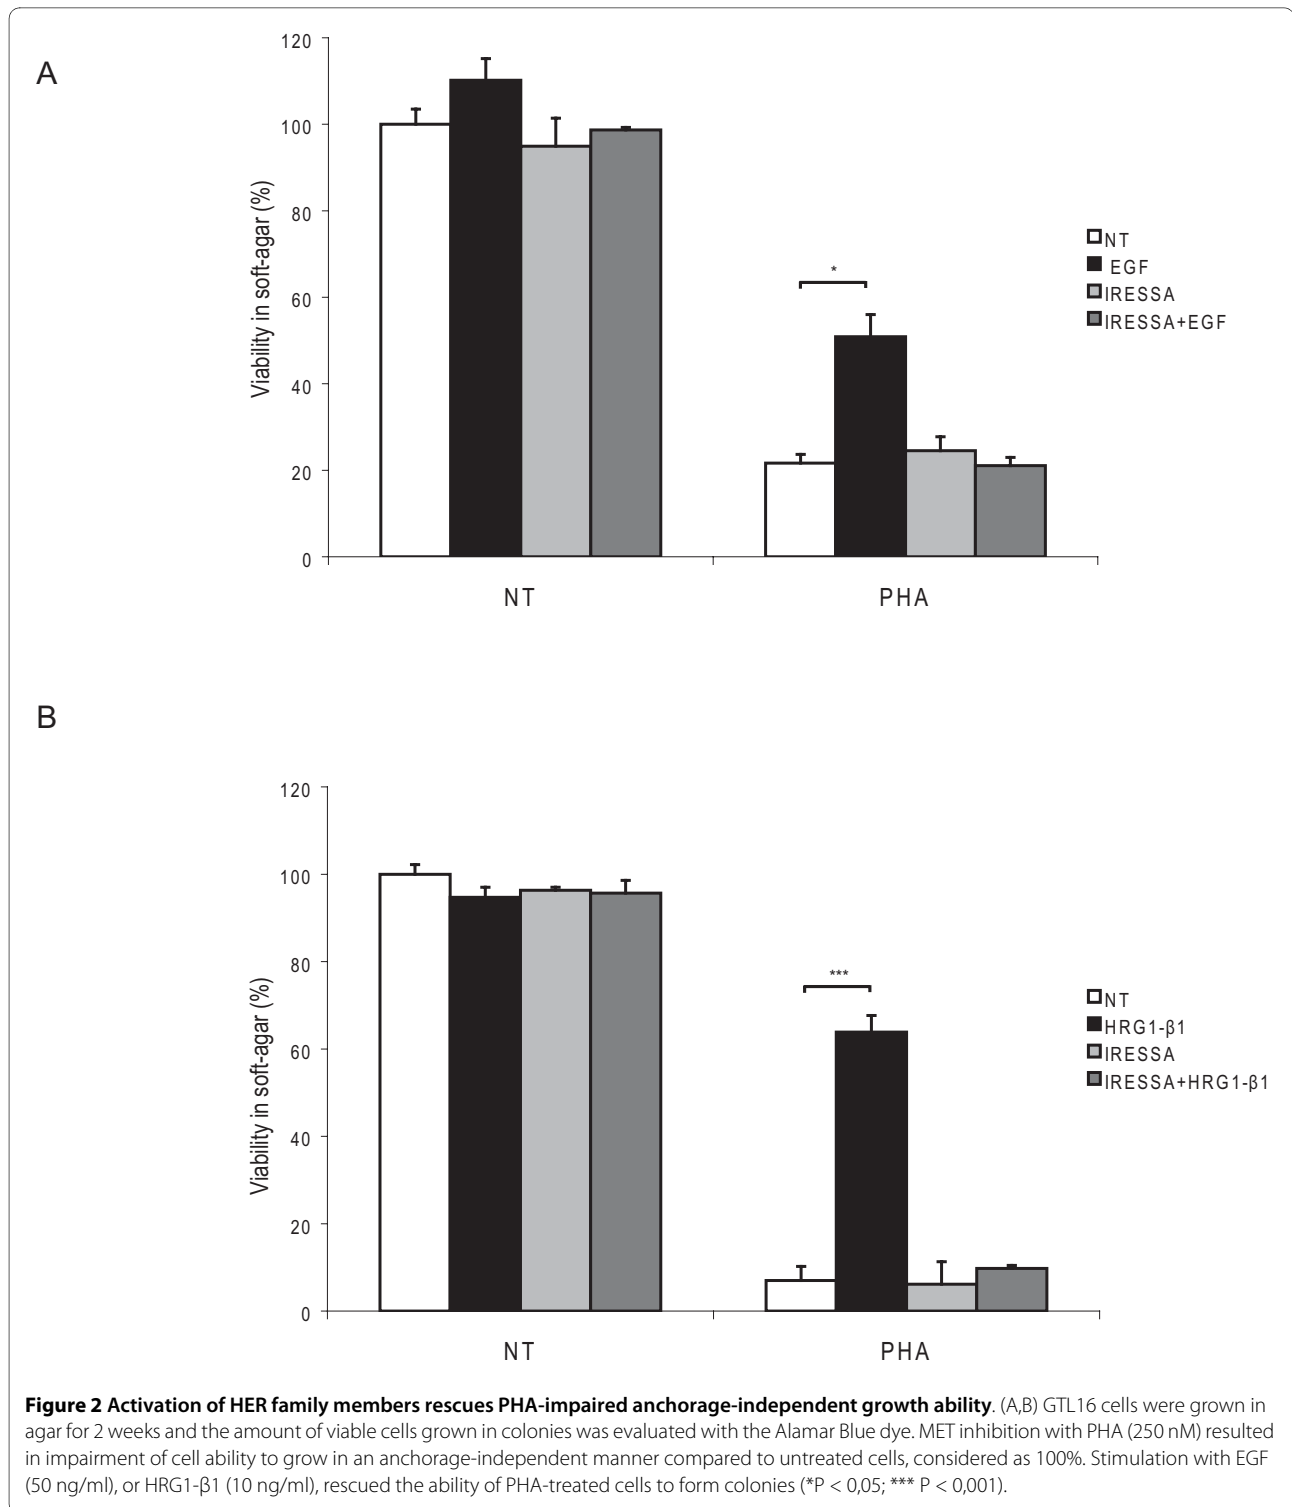 A
120
100
80
60
40
20
0
Viability in soft-agar (%)
*
NT
EGF
IRESSA
IRESSA+EGF
NT
PHA
B
120
100
80
60
40
20
0
Viability in soft-agar (%)
***
NT
HRG1-β1
IRESSA
IRESSA+HRG1-β1
NT
PHA
Figure 2 Activation of HER family members rescues PHA-impaired anchorage-independent growth ability. (A,B) GTL16 cells were grown in
agar for 2 weeks and the amount of viable cells grown in colonies was evaluated with the Alamar Blue dye. MET inhibition with PHA (250 nM) resulted
in impairment of cell ability to grow in an anchorage-independent manner compared to untreated cells, considered as 100%. Stimulation with EGF
(50 ng/ml), or HRG1-β1 (10 ng/ml), rescued the ability of PHA-treated cells to form colonies (*P < 0,05; *** P < 0,001).